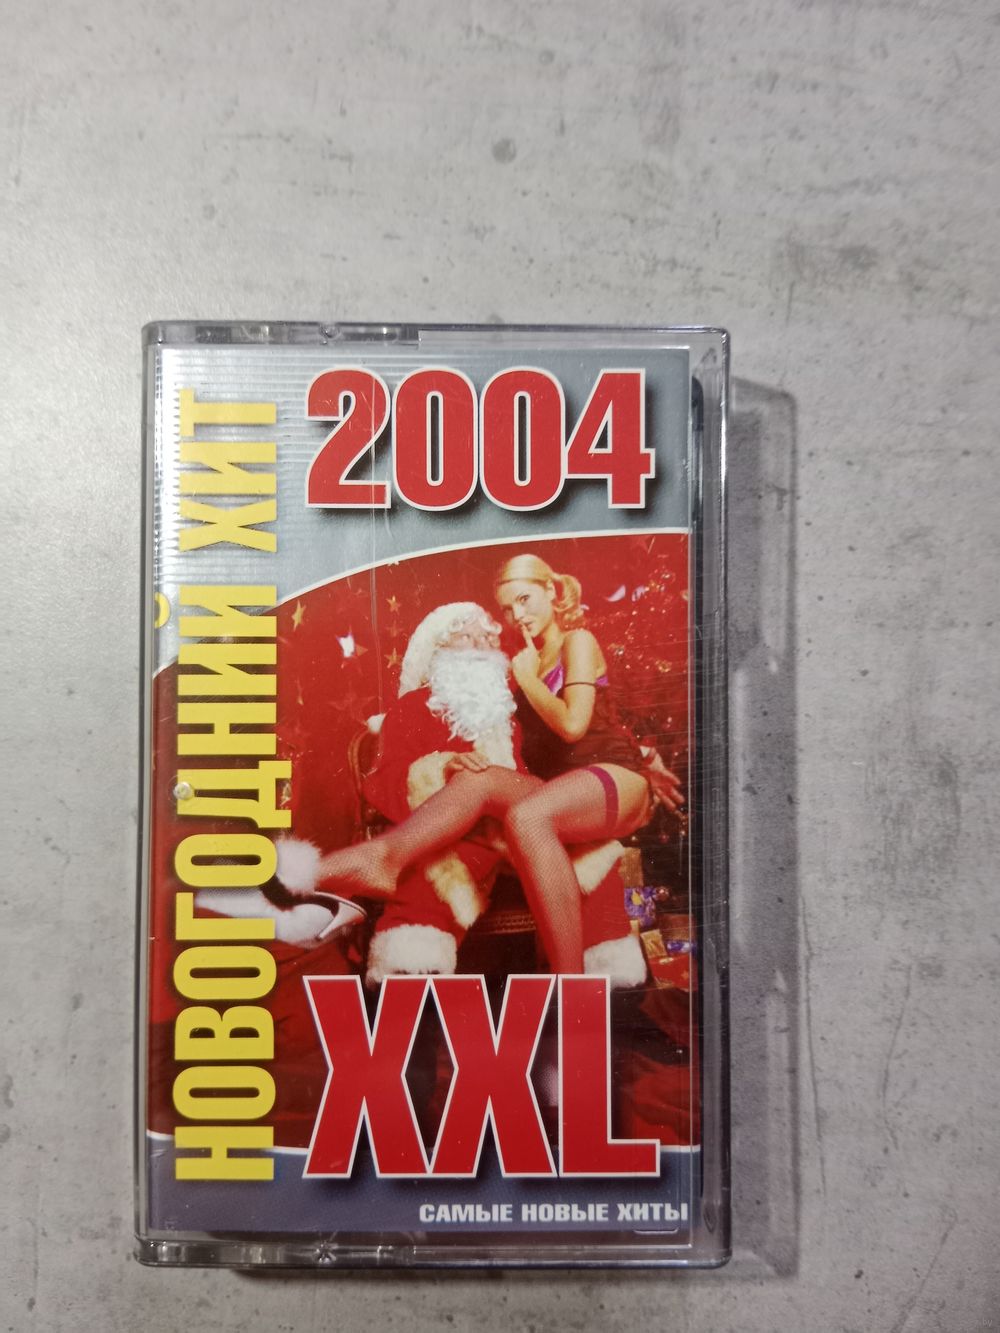 2004
НОВОГОДНИЙ ХИТ
XXL
САМЫЕ НОВЫЕ ХИТЫ